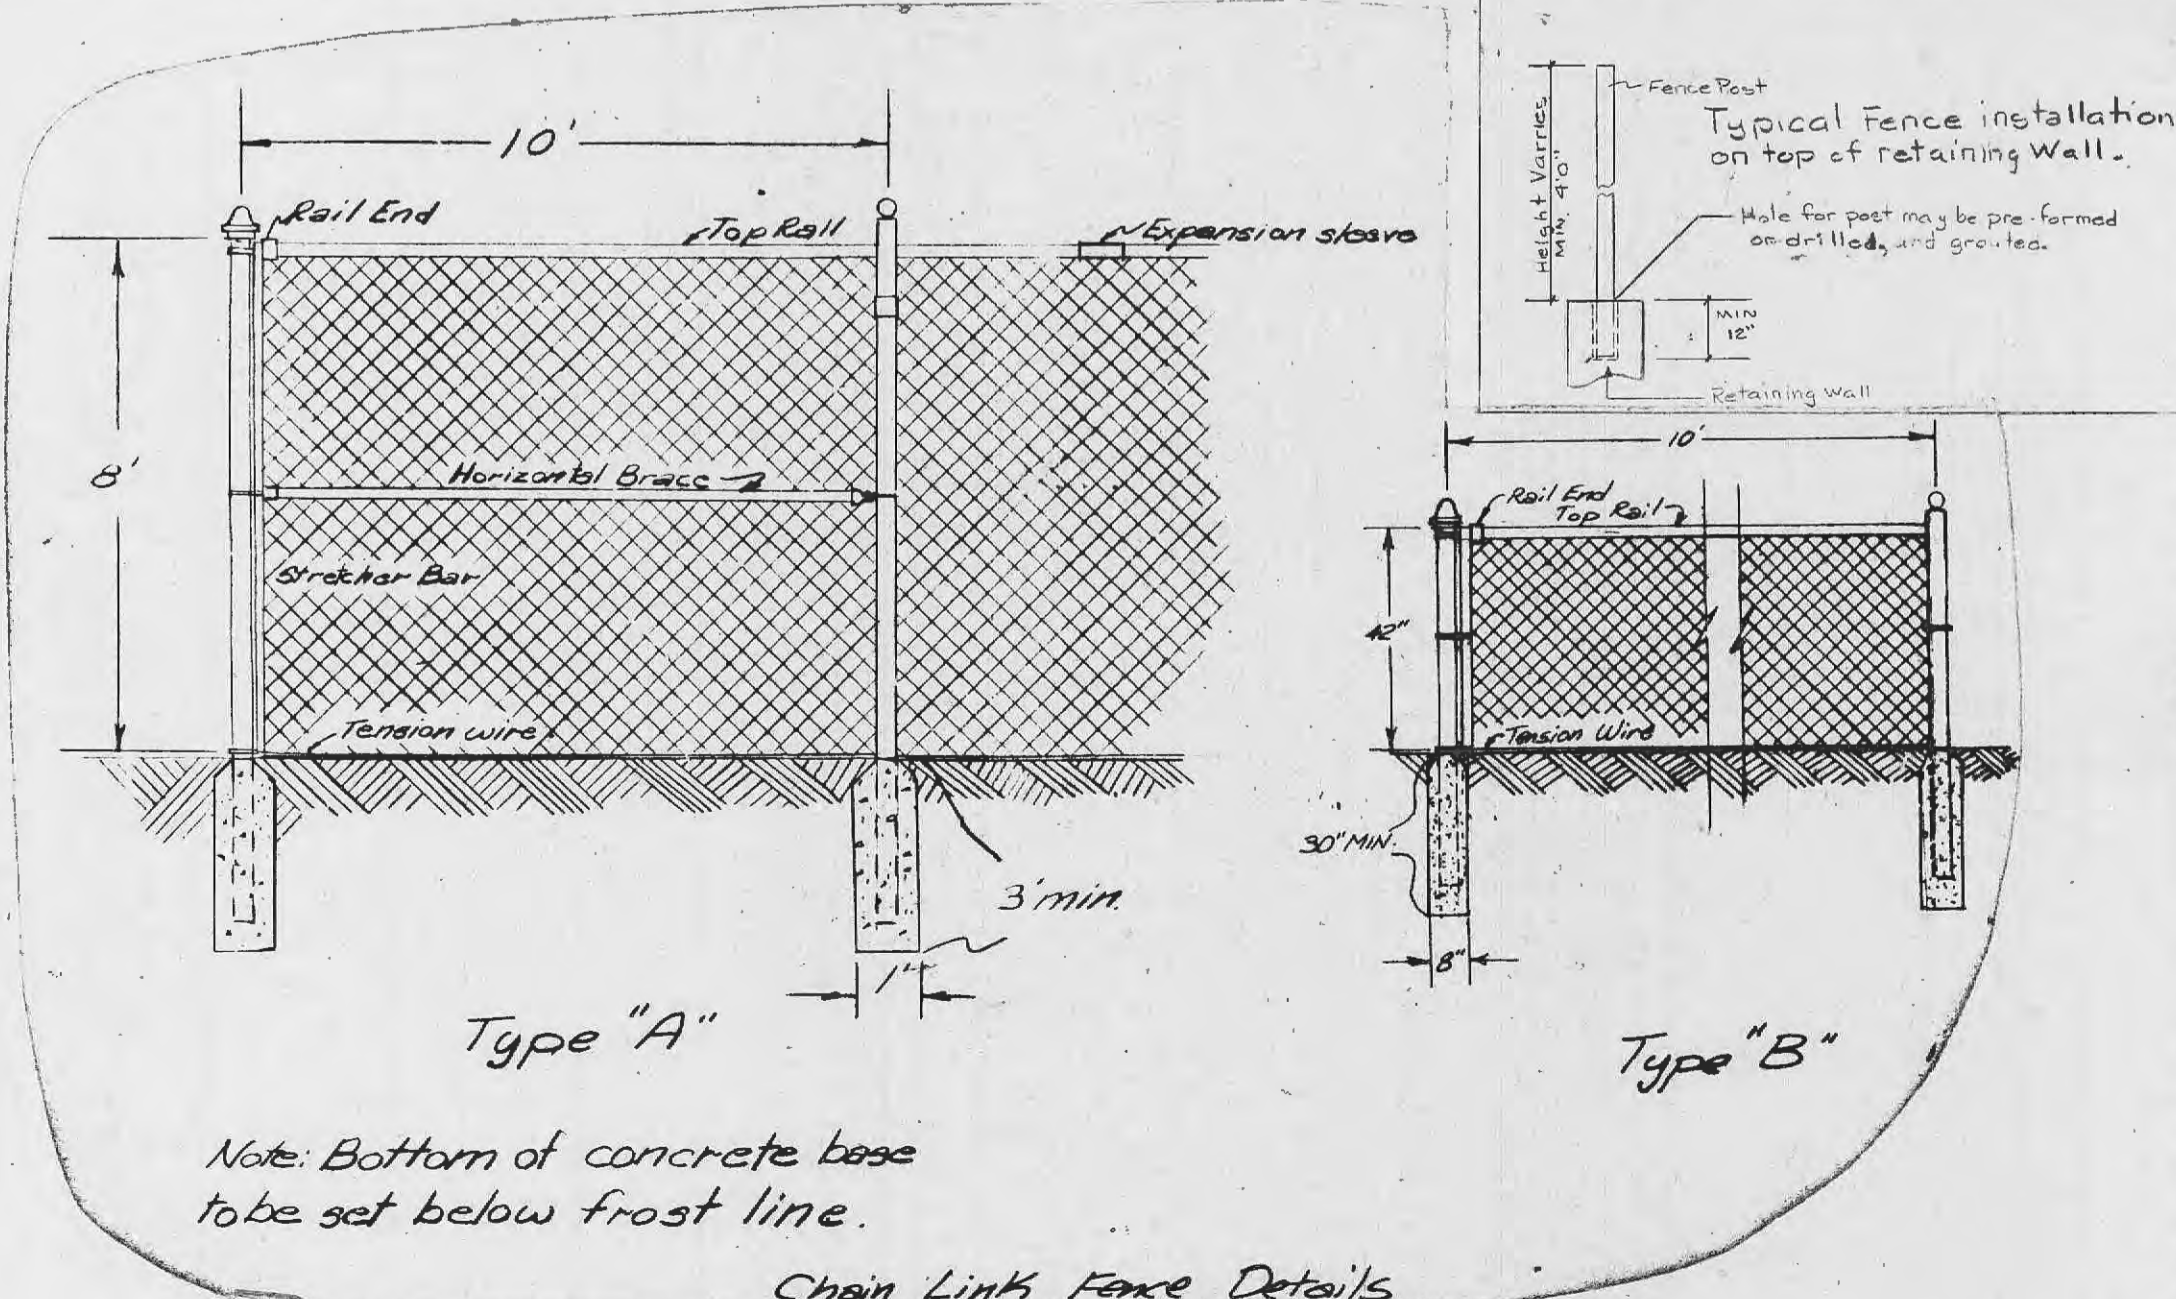 10'
Rail End
Top Rail
Expansion sleeve
8'
Horizontal Brace
Stretcher Bar
Tension wire
3' min.
1'
Type "A"
Note: Bottom of concrete base
to be set below frost line.
Fence Post
Typical Fence installation
on top of retaining Wall.
Height Varries
MIN. 4'0"
Hole for post may be pre-formed
or drilled, and grouted.
MIN
12"
Retaining Wall
10'
Rail End
Top Rail
42"
Tension Wire
30" MIN.
8"
Type "B"
Chain Link Fence Details